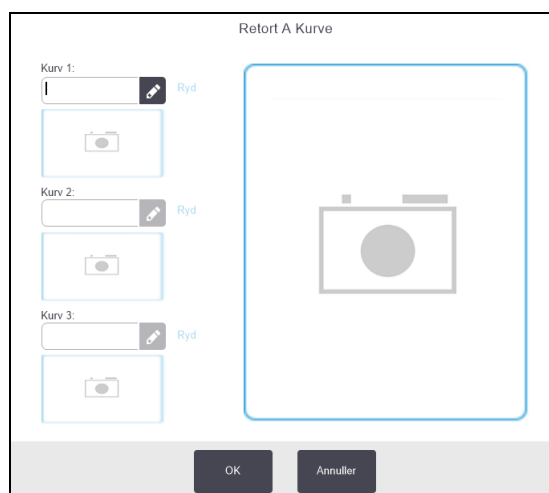 Retort A Kurve
Kurv 1:
Ryd
Kurv 2:
Ryd
Kurv 3:
Ryd
OK Annuller